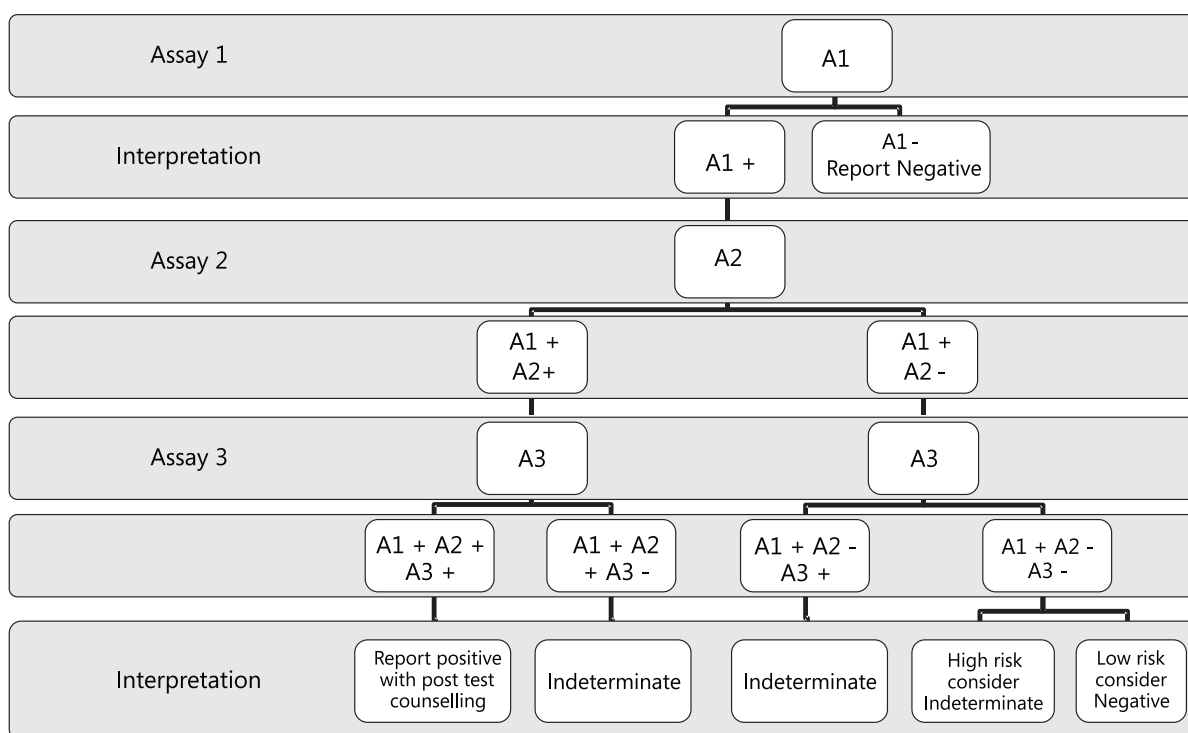 Assay 1
A1
Interpretation
A1 +
A1 -
Report Negative
Assay 2
A2
A1 +
A2+
A1 +
A2 -
Assay 3
A3
A3
A1 + A2 +
A3 +
A1 + A2
+ A3 -
A1 + A2 -
A3 +
A1 + A2 -
A3 -
Interpretation
Report positive
with post test
counselling
Indeterminate
Indeterminate
High risk
consider
Indeterminate
Low risk
consider
Negative